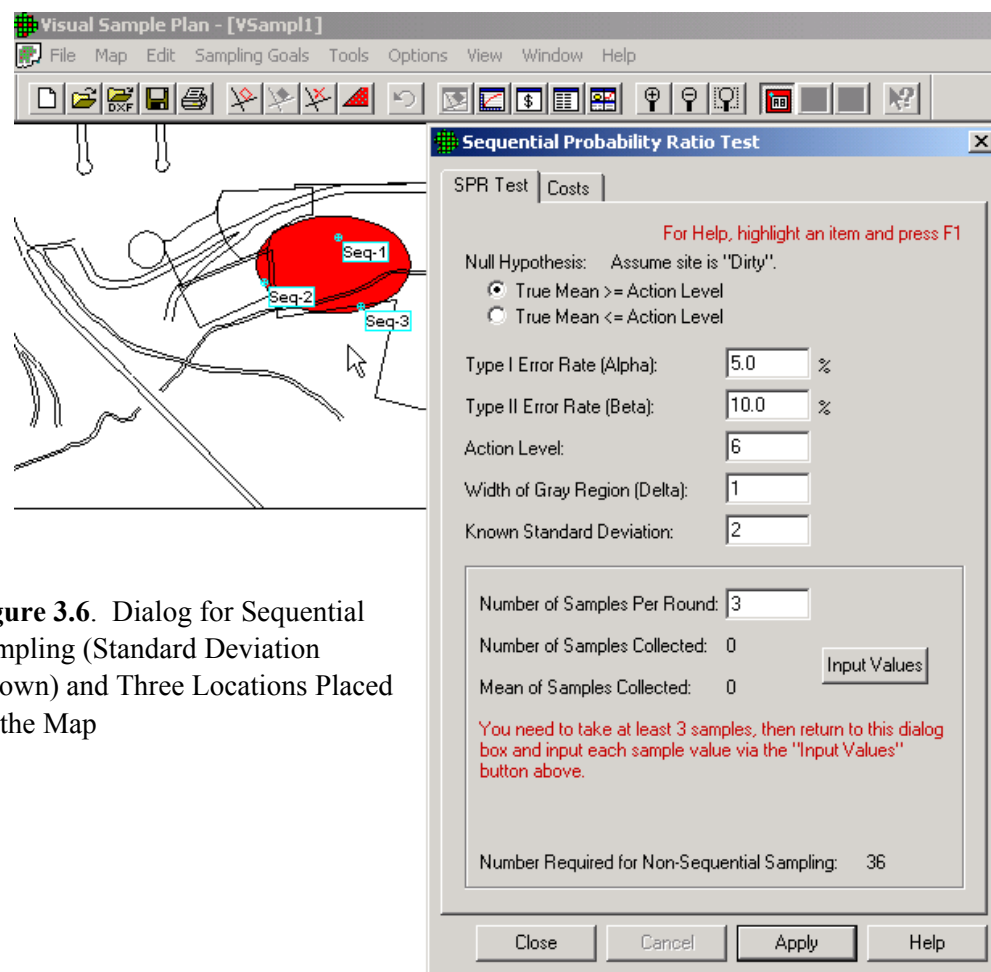 Visual Sample Plan - [VSampl1]
File Map Edit Sampling Goals Tools Options View Window Help
DXF $ RB
Seq-1
Seq-2
Seq-3
Sequential Probability Ratio Test
SPR Test Costs
For Help, highlight an item and press F1
Null Hypothesis: Assume site is "Dirty".
True Mean >= Action Level
True Mean <= Action Level
Type I Error Rate (Alpha): 5.0 %
Type II Error Rate (Beta): 10.0 %
Action Level: 6
Width of Gray Region (Delta): 1
Known Standard Deviation: 2
Number of Samples Per Round: 3
Number of Samples Collected: 0
Input Values
Mean of Samples Collected: 0
You need to take at least 3 samples, then return to this dialog
box and input each sample value via the "Input Values"
button above.
Number Required for Non-Sequential Sampling: 36
Close Cancel Apply Help
gure 3.6. Dialog for Sequential
mpling (Standard Deviation
own) and Three Locations Placed
the Map